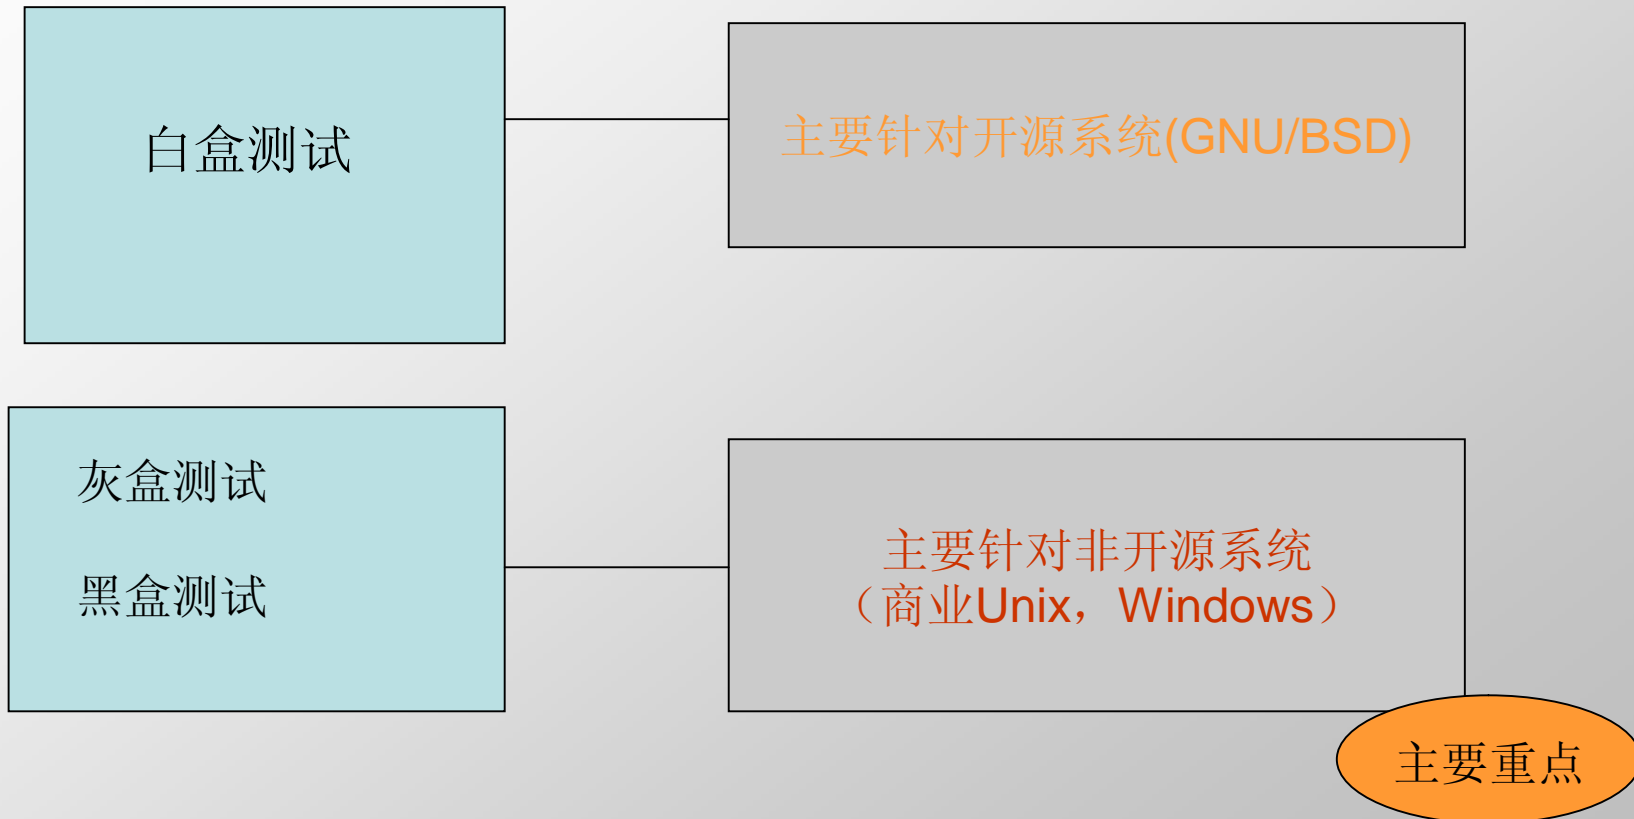 白盒测试
主要针对开源系统(GNU/BSD)
灰盒测试
黑盒测试
主要针对非开源系统
（商业Unix，Windows）
主要重点